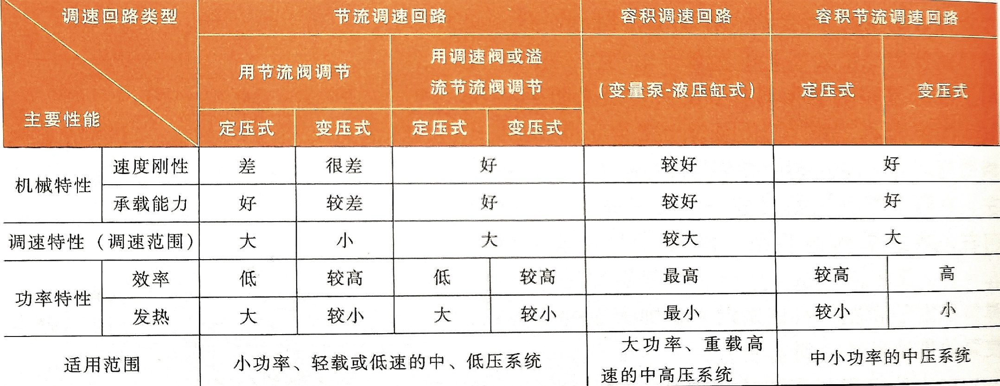 调速回路类型 节流调速回路 容积调速回路 容积节流调速回路
主要性能 用节流阀调节 用调速阀或溢
流节流阀调节 (变量泵-液压缸式) 定压式 变压式
定压式 变压式 定压式 变压式
机械特性 速度刚性 差 很差 好 较好 好
承载能力 好 较差 好 较好 好
调速特性（调速范围） 大 小 大 较大 大
功率特性 效率 低 较高 低 较高 最高 较高 高
发热 大 较小 大 较小 最小 较小 小
适用范围 小功率、轻载或低速的中、低压系统 大功率、重载高
速的中高压系统 中小功率的中压系统